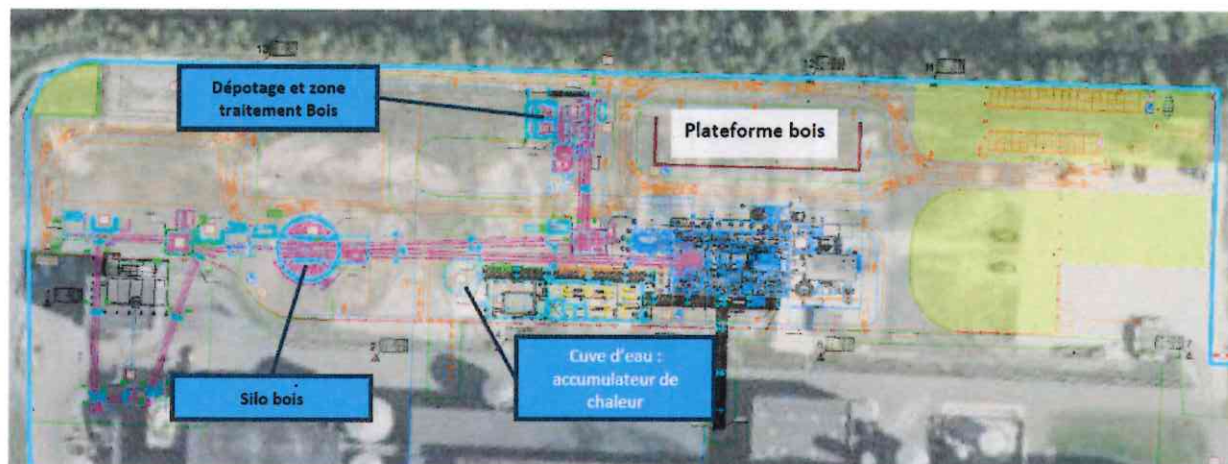 Dépotage et zone
traitement Bois
Plateforme bois
Silo bois
Cuve d'eau :
accumulateur de
chaleur